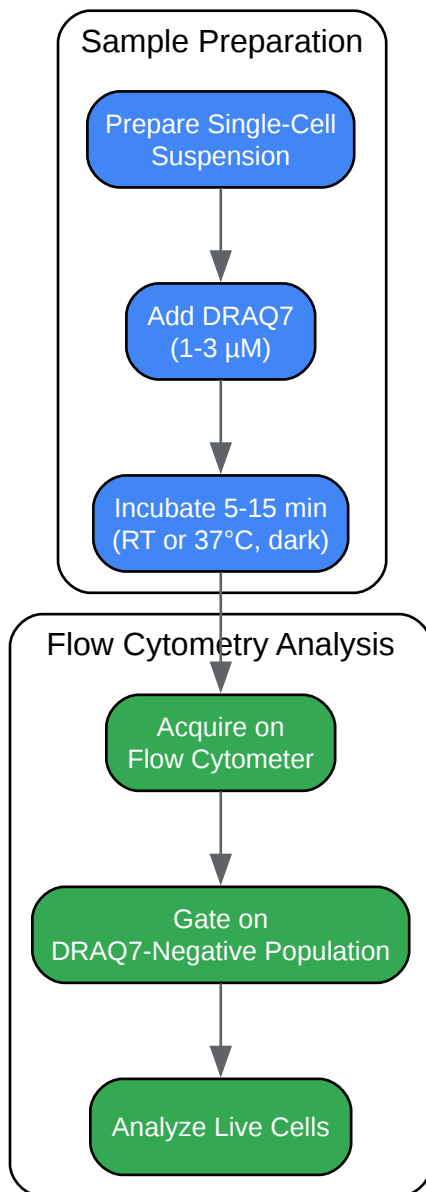 Sample Preparation
Prepare Single-Cell
Suspension
Add DRAQ7
(1-3 µM)
Incubate 5-15 min
(RT or 37°C, dark)
Flow Cytometry Analysis
Acquire on
Flow Cytometer
Gate on
DRAQ7-Negative Population
Analyze Live Cells